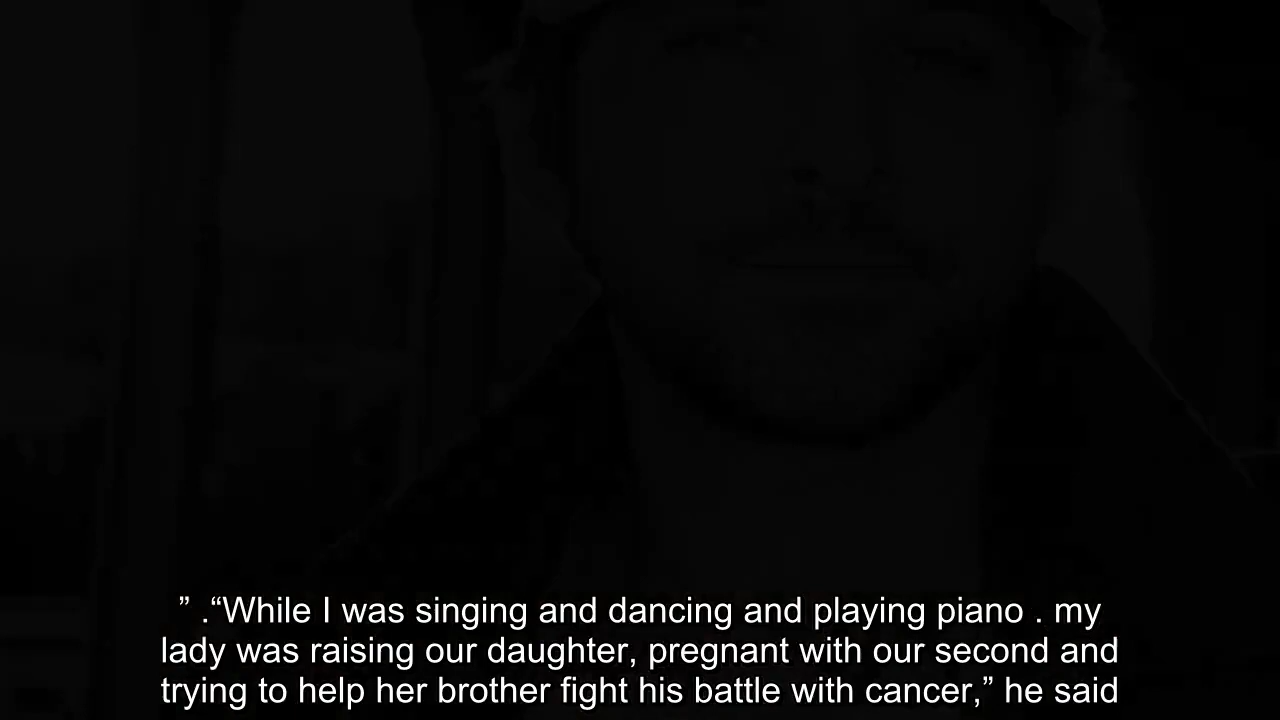 ” .“While I was singing and dancing and playing piano . my
lady was raising our daughter, pregnant with our second and
trying to help her brother fight his battle with cancer,” he said